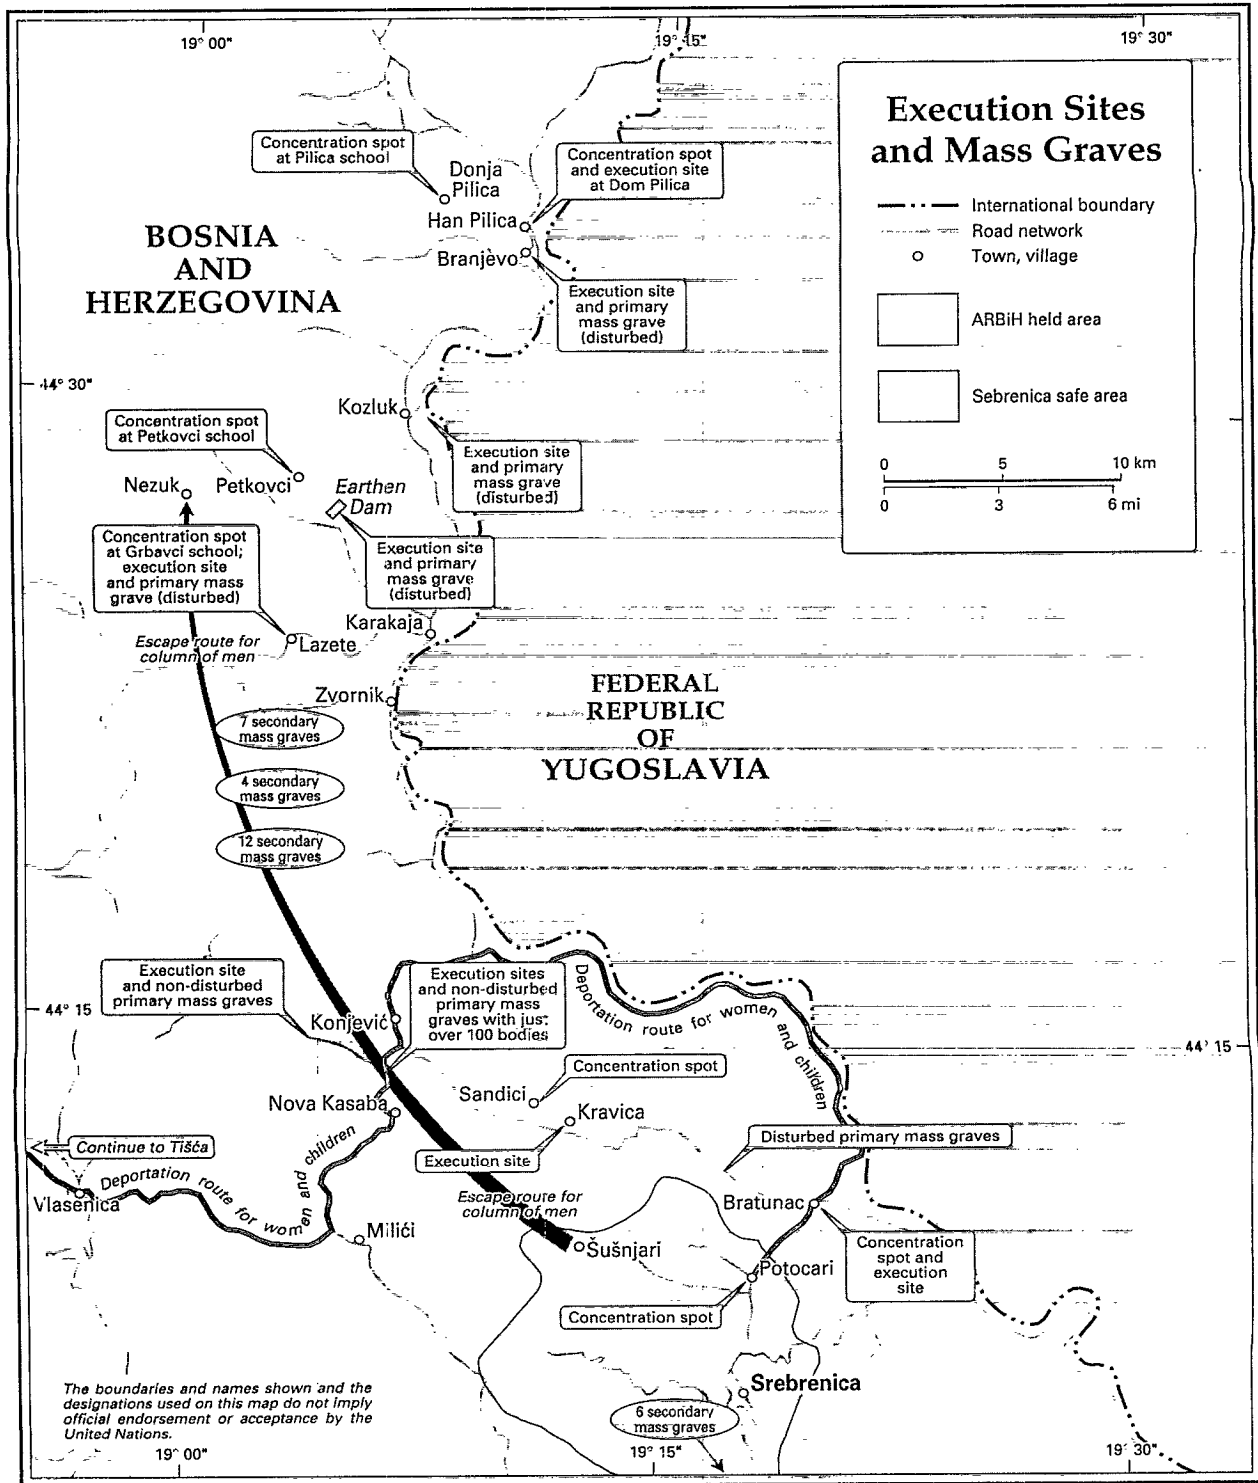 19° 00"
19° 15"
19° 30"
Execution Sites
and Mass Graves
International boundary
Road network
Town, village
ARBiH held area
Sebrenica safe area
0 5 10 km
0 3 6 mi
Concentration spot
at Pilica school
Donja
Pilica
Concentration spot
and execution site
at Dom Pilica
Han Pilica
Branjevo
BOSNIA
AND
HERZEGOVINA
Execution site
and primary
mass grave
(disturbed)
44° 30"
Kozluk
Concentration spot
at Petkovci school
Execution site
and primary
mass grave
(disturbed)
Nezuk
Petkovci
Earthen
Dam
Concentration spot
at Grbavci school;
execution site
and primary mass
grave (disturbed)
Execution site
and primary
mass grave
(disturbed)
Karakaja
Escape route for
column of men
Lazete
Zvornik
FEDERAL
REPUBLIC
OF
YUGOSLAVIA
7 secondary
mass graves
4 secondary
mass graves
12 secondary
mass graves
Execution site
and non-disturbed
primary mass graves
Execution sites
and non-disturbed
primary mass
graves with just
over 100 bodies
Deportation route for women and children
44° 15
Konjević
44° 15
Concentration spot
Sandici
Nova Kasaba
Kravica
Continue to Tišća
Disturbed primary mass graves
Execution site
Deportation route for women and children
Vlasenica
Escape route for
column of men
Bratunac
Milići
Šušnjari
Concentration
spot and
execution
site
Potocari
Concentration spot
Srebrenica
6 secondary
mass graves
The boundaries and names shown and the
designations used on this map do not imply
official endorsement or acceptance by the
United Nations.
19° 00"
19° 15"
19° 30"